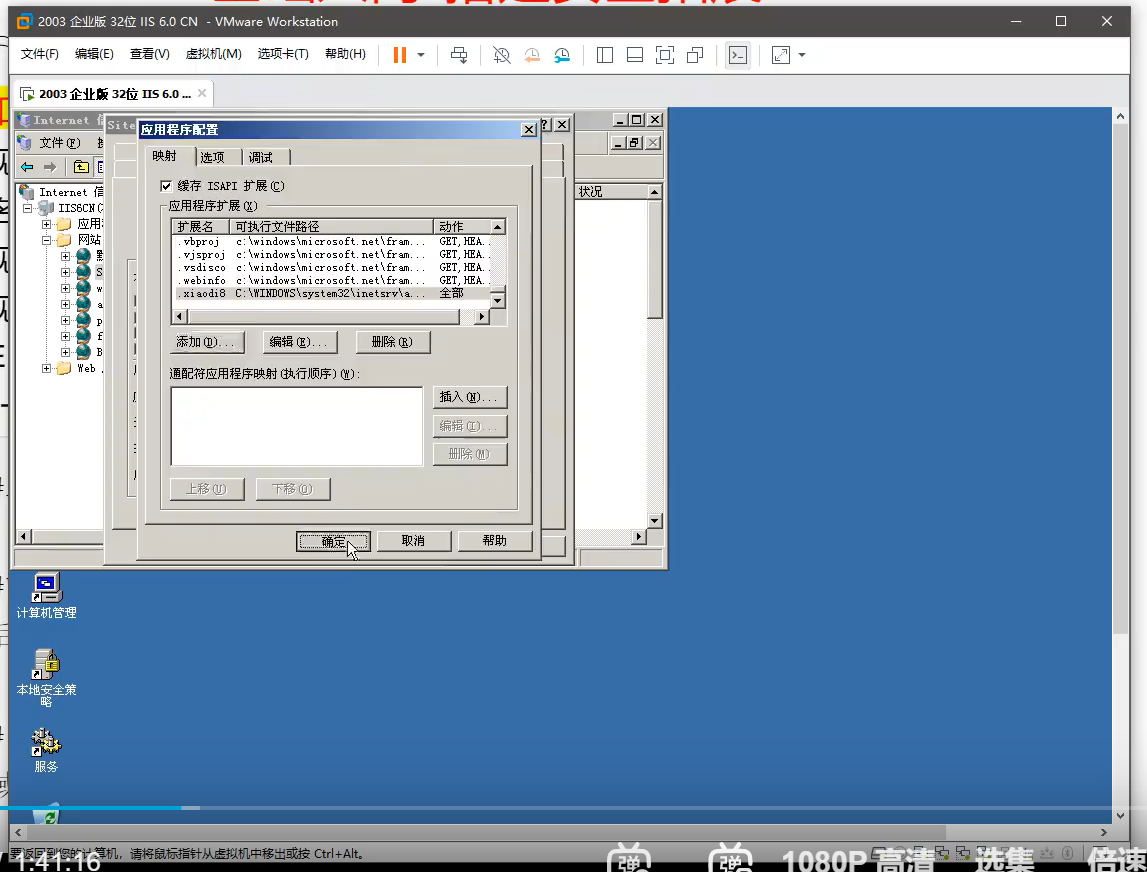 2003 企业版 32位 IIS 6.0 CN - VMware Workstation
文件(F) 编辑(E) 查看(V) 虚拟机(M) 选项卡(T) 帮助(H)
2003 企业版 32位 IIS 6.0 ...
Internet
Site
应用程序配置
文件(F)
映射 选项 调试
Internet 信
IIS6CN(
应用
网站
Web
状况
缓存 ISAPI 扩展(C)
应用程序扩展(X)
扩展名 可执行文件路径 动作
.vbproj c:\windows\microsoft.net\fram... GET,HEA...
.vjsproj c:\windows\microsoft.net\fram... GET,HEA...
.vsdisco c:\windows\microsoft.net\fram... GET,HEA...
.webinfo c:\windows\microsoft.net\fram... GET,HEA...
.xiaodi8 C:\WINDOWS\system32\inetsrv\a... 全部
添加(D)... 编辑(E)... 删除(R)
通配符应用程序映射(执行顺序)(W):
插入(N)...
编辑(I)...
删除(M)
上移(U) 下移(O)
确定 取消 帮助
计算机管理
本地安全策
略
服务
要返回到您的计算机，请将鼠标指针从虚拟机中移出或按 Ctrl+Alt。
1:41:16
弹 弹 1080P 高清 选集 倍速